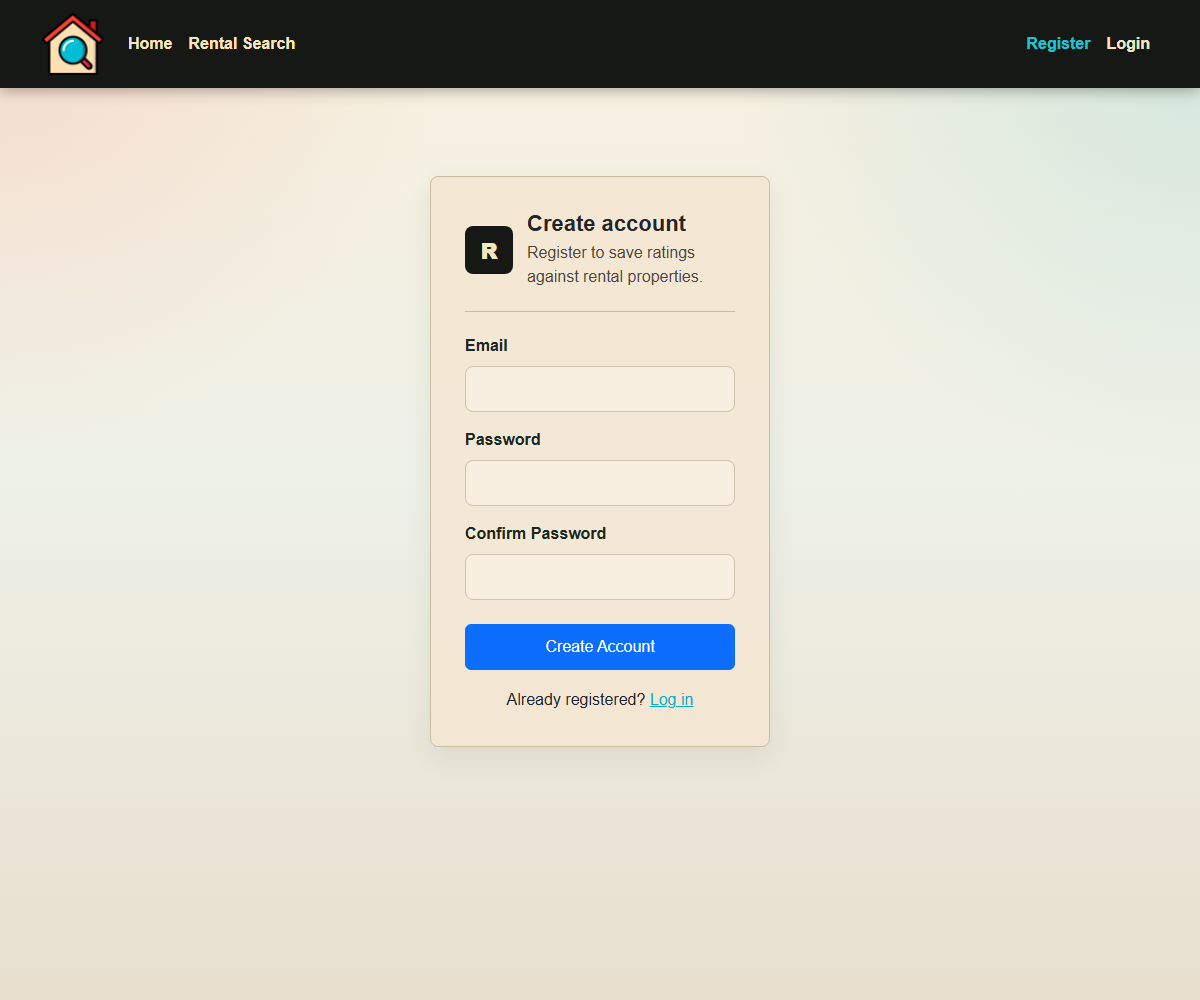 Home Rental Search Register Login
R
Create account
Register to save ratings
against rental properties.
Email
Password
Confirm Password
Create Account
Already registered? Log in